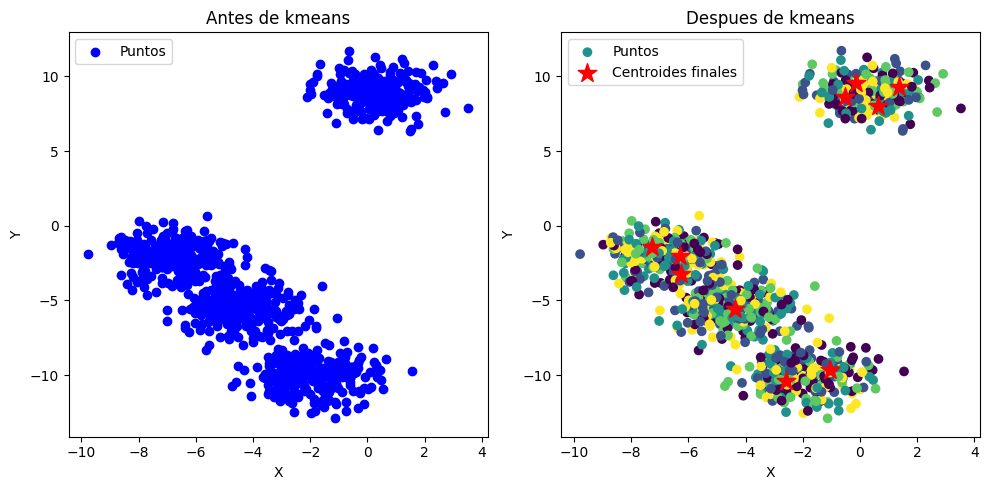 Antes de kmeans
Puntos
10
5
0
−5
−10
Y
−10 −8 −6 −4 −2 0 2 4
X
Despues de kmeans
Puntos
Centroides finales
10
5
0
−5
−10
Y
−10 −8 −6 −4 −2 0 2 4
X